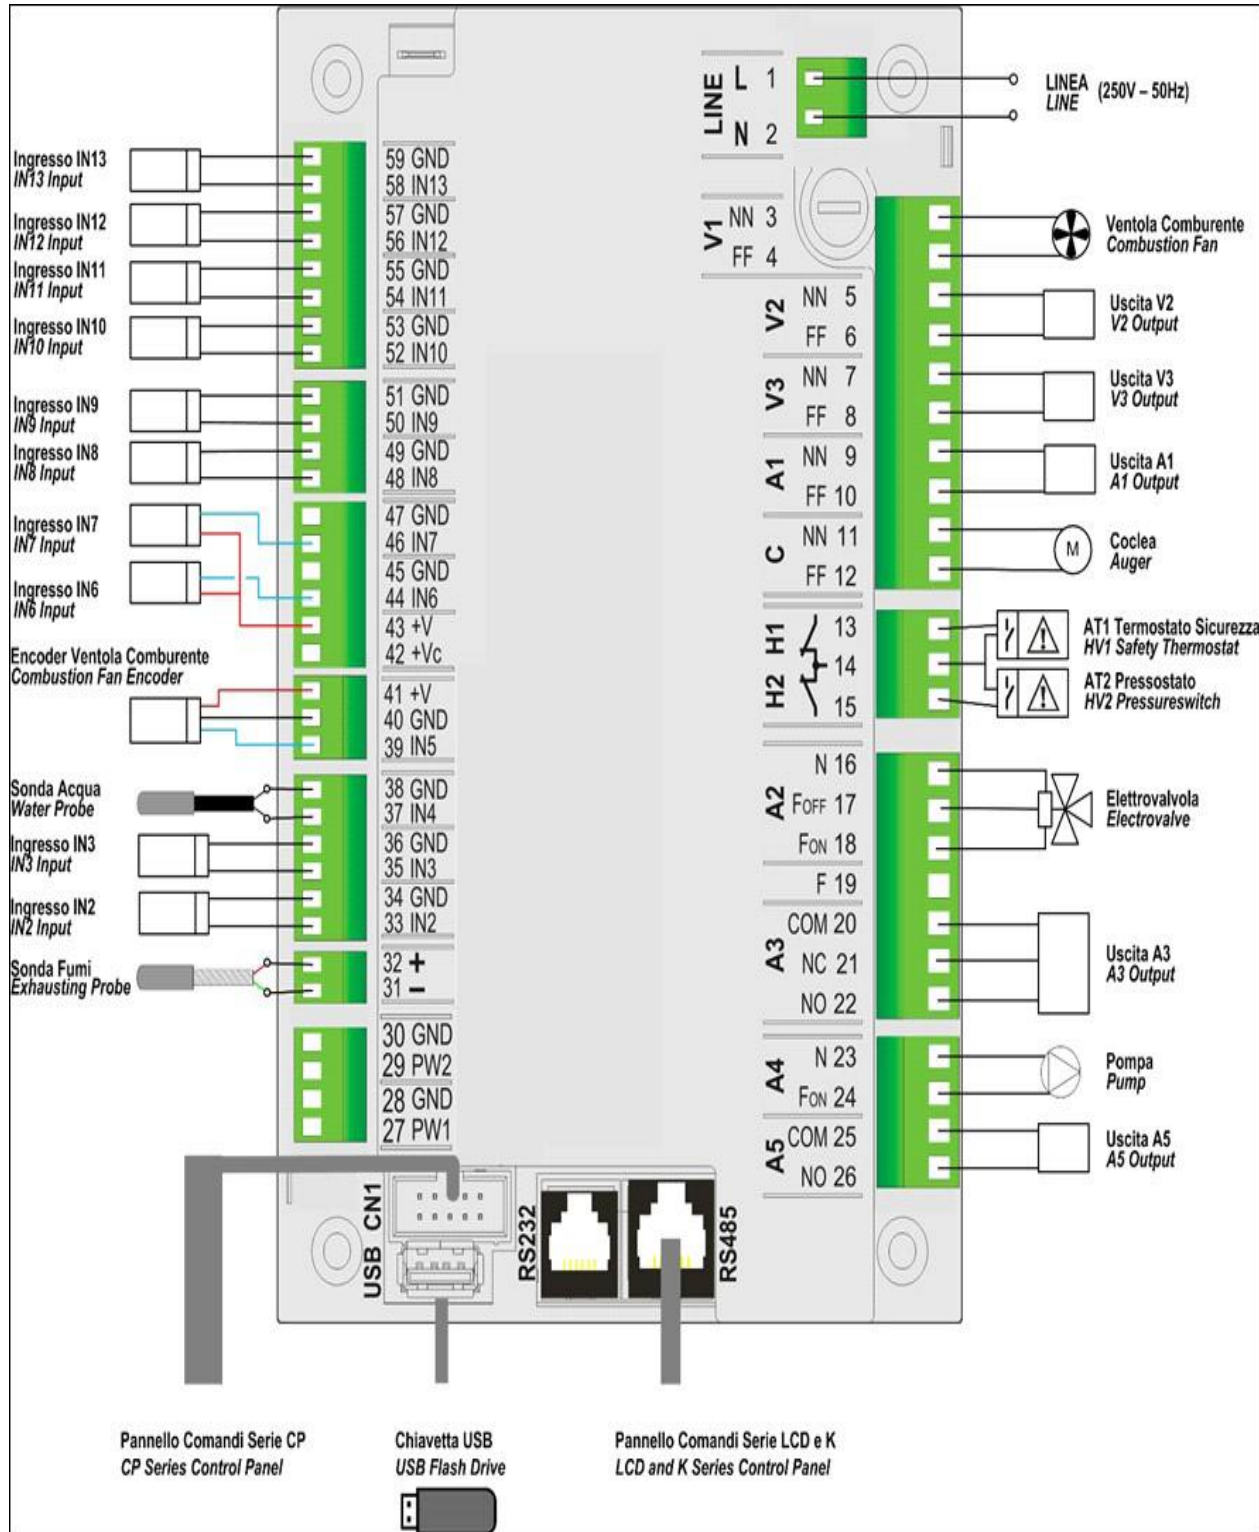 LINE
L 1
N 2
LINEA
LINE
(250V – 50Hz)
Ingresso IN13
IN13 Input
59 GND
58 IN13
Ingresso IN12
IN12 Input
57 GND
56 IN12
Ingresso IN11
IN11 Input
55 GND
54 IN11
Ingresso IN10
IN10 Input
53 GND
52 IN10
Ingresso IN9
IN9 Input
51 GND
50 IN9
Ingresso IN8
IN8 Input
49 GND
48 IN8
Ingresso IN7
IN7 Input
47 GND
46 IN7
Ingresso IN6
IN6 Input
45 GND
44 IN6
43 +V
42 +Vc
Encoder Ventola Comburente
Combustion Fan Encoder
41 +V
40 GND
39 IN5
Sonda Acqua
Water Probe
38 GND
37 IN4
Ingresso IN3
IN3 Input
36 GND
35 IN3
Ingresso IN2
IN2 Input
34 GND
33 IN2
Sonda Fumi
Exhausting Probe
32 +
31 −
30 GND
29 PW2
28 GND
27 PW1
V1
NN 3
FF 4
Ventola Comburente
Combustion Fan
V2
NN 5
FF 6
Uscita V2
V2 Output
V3
NN 7
FF 8
Uscita V3
V3 Output
A1
NN 9
FF 10
Uscita A1
A1 Output
C
NN 11
FF 12
M
Coclea
Auger
H2 H1
13
14
15
AT1 Termostato Sicurezza
HV1 Safety Thermostat
AT2 Pressostato
HV2 Pressureswitch
A2
N 16
FOFF 17
FON 18
Elettrovalvola
Electrovalve
F 19
A3
COM 20
NC 21
NO 22
Uscita A3
A3 Output
A4
N 23
FON 24
Pompa
Pump
A5
COM 25
NO 26
Uscita A5
A5 Output
USB CN1
RS232
RS485
Pannello Comandi Serie CP
CP Series Control Panel
Chiavetta USB
USB Flash Drive
Pannello Comandi Serie LCD e K
LCD and K Series Control Panel